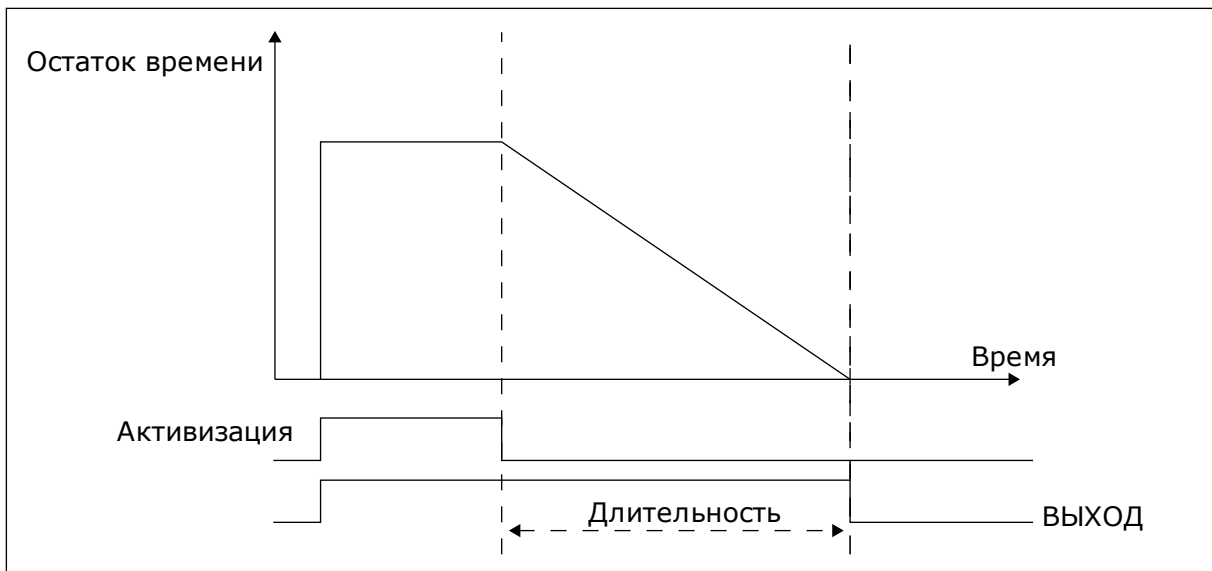 Остаток времени
Время
Активизация
Длительность
ВЫХОД